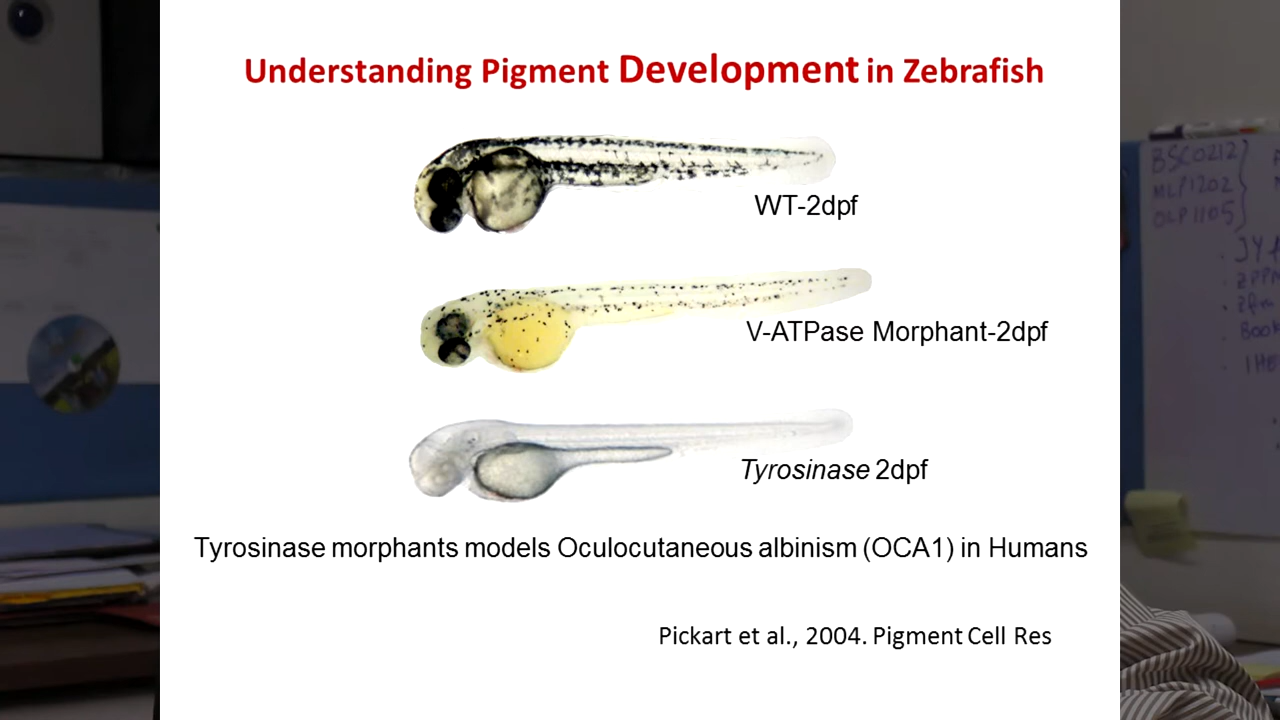 Understanding Pigment Development in Zebrafish
WT-2dpf
V-ATPase Morphant-2dpf
Tyrosinase 2dpf
Tyrosinase morphants models Oculocutaneous albinism (OCA1) in Humans
Pickart et al., 2004. Pigment Cell Res
BSC0212
MLP1202
OLP1105